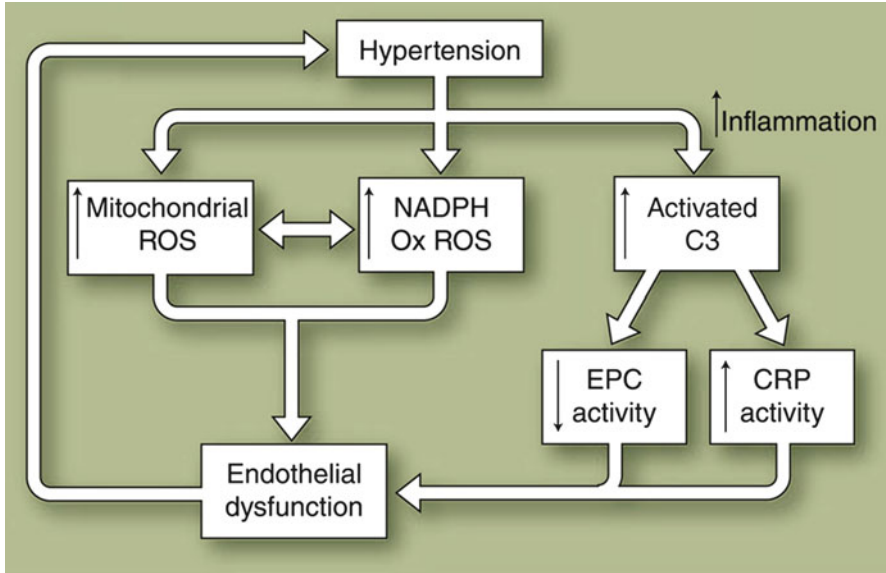 Hypertension
Inflammation
Mitochondrial
ROS
NADPH
Ox ROS
Activated
C3
EPC
activity
CRP
activity
Endothelial
dysfunction